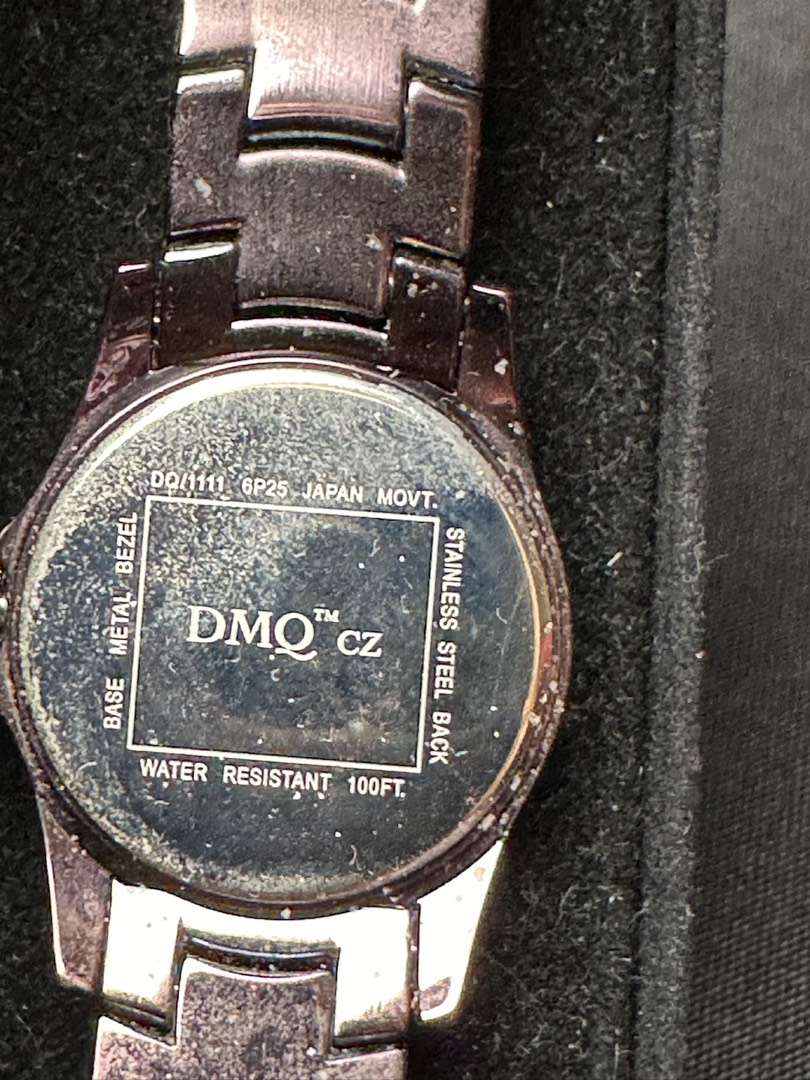 DQ/1111 6P25 JAPAN MOVT.
BASE METAL BEZEL
DMQ™ CZ
STAINLESS STEEL BACK
WATER RESISTANT 100FT.